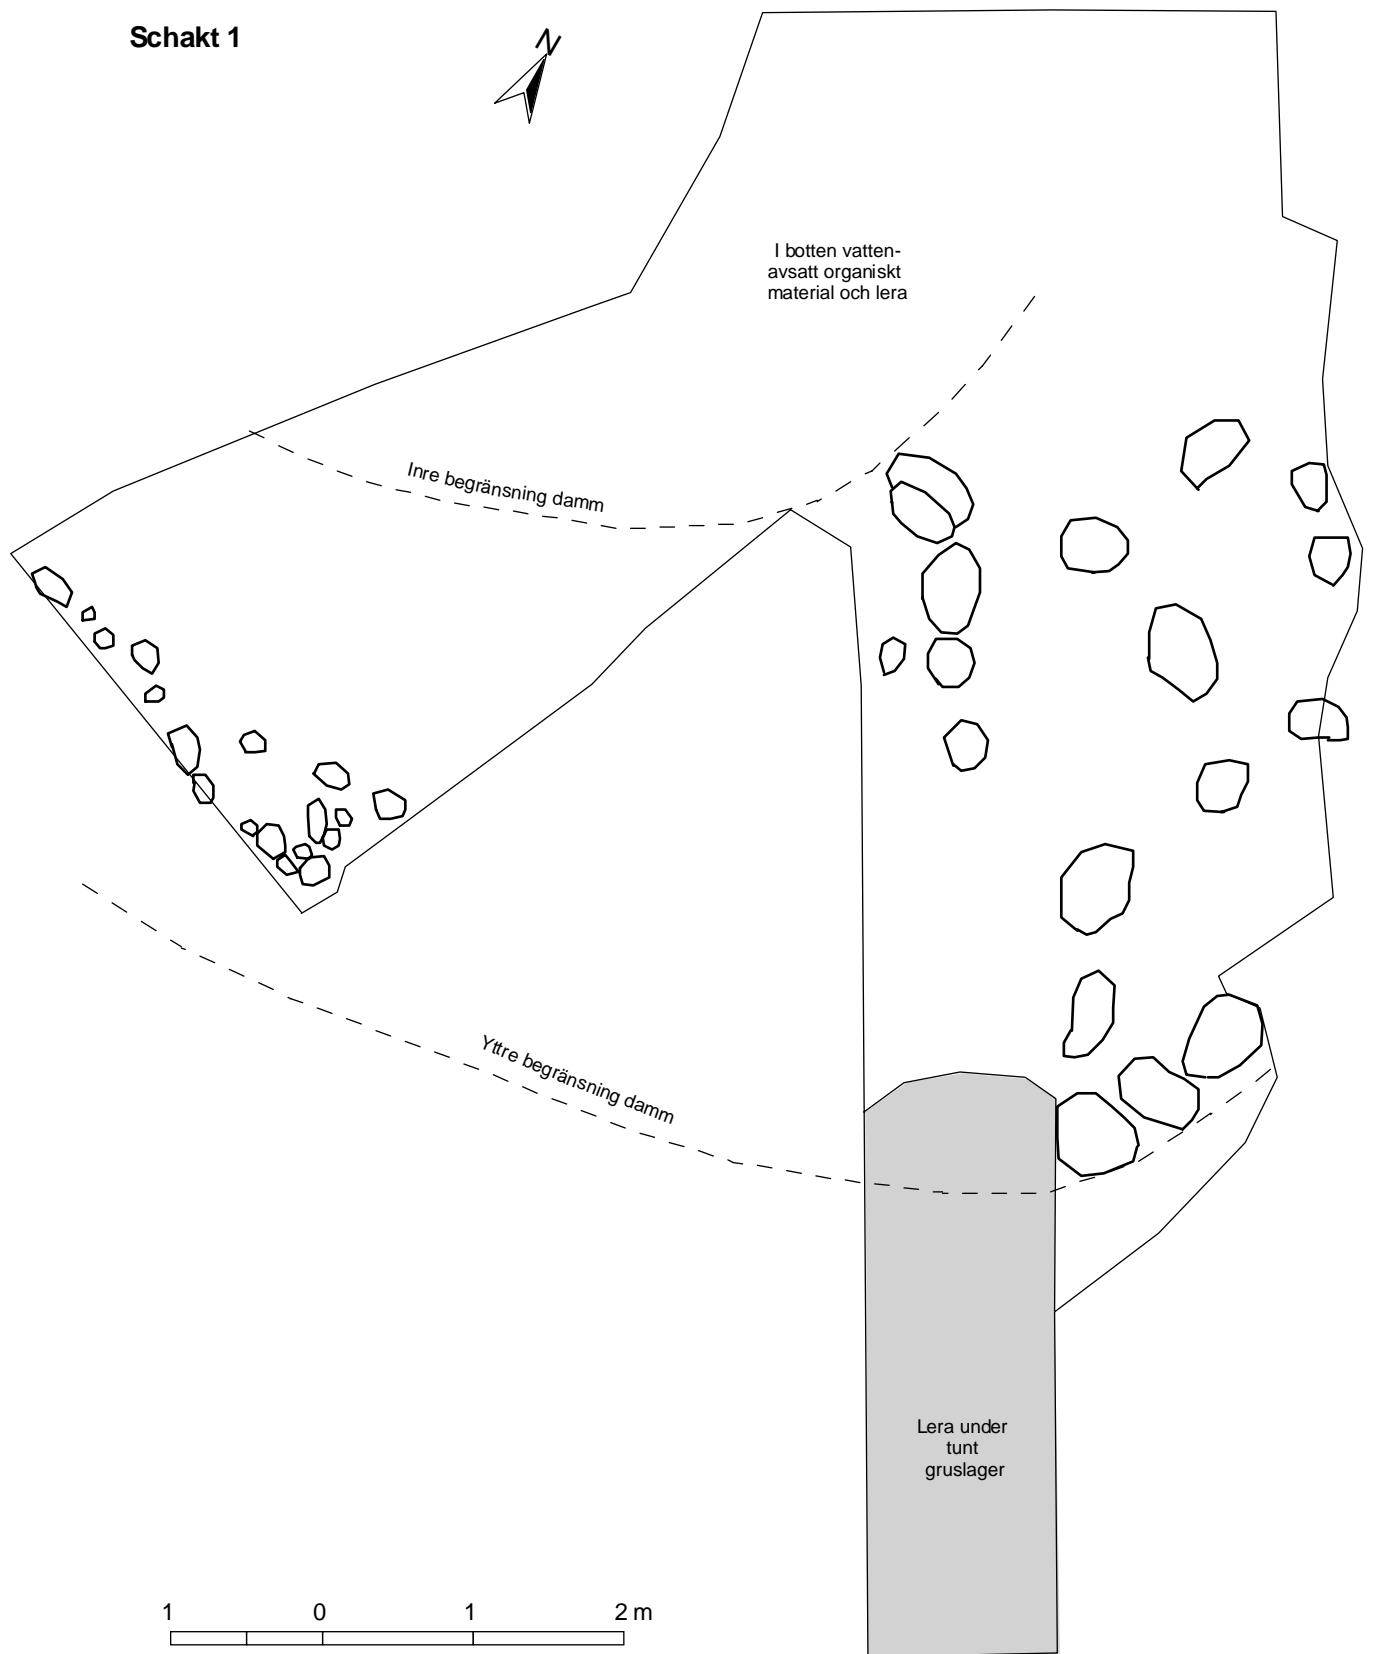 Schakt 1
N
I botten vatten-
avsatt organiskt
material och lera
Inre begränsning damm
Yttre begränsning damm
Lera under
tunt
gruslager
1 0 1 2 m